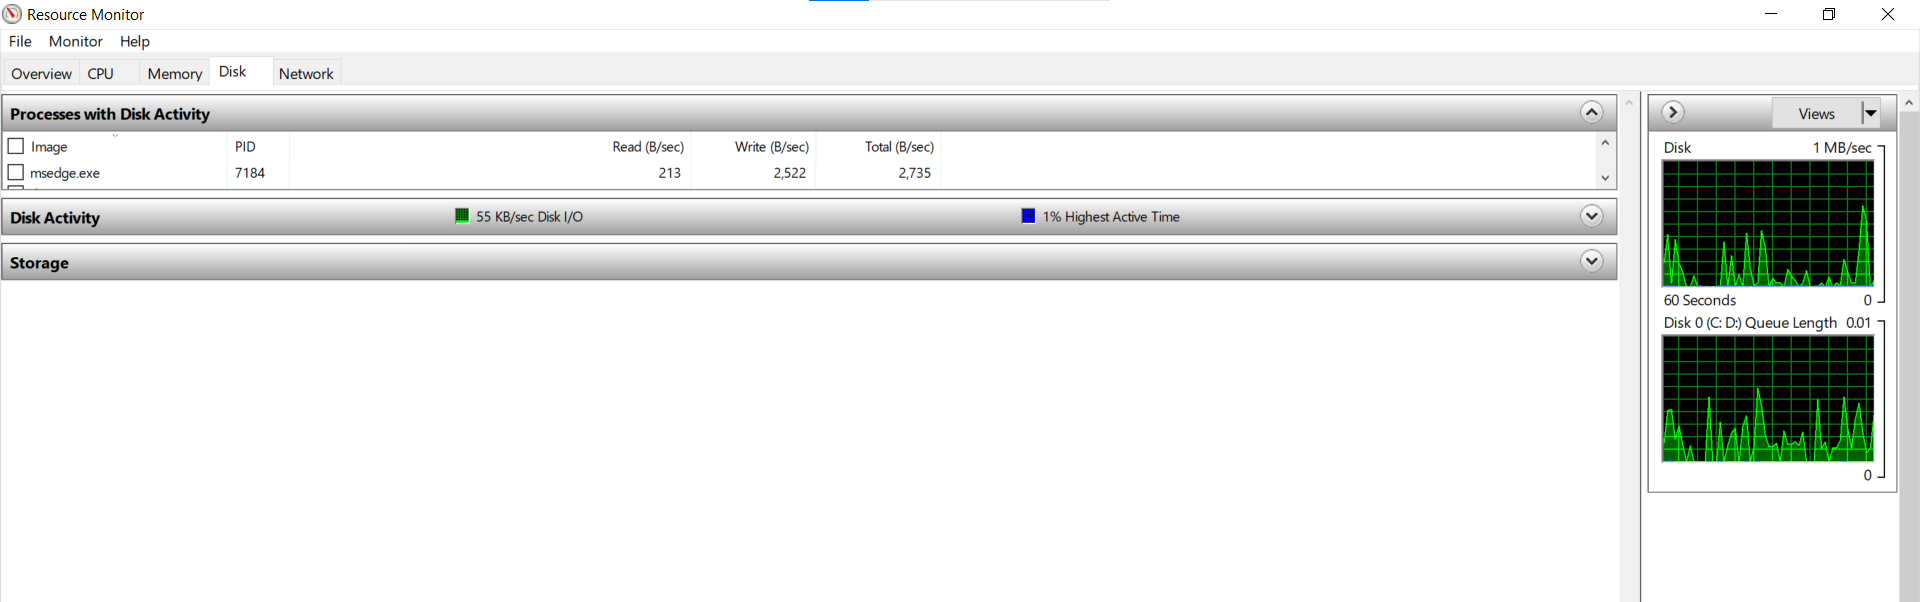 Resource Monitor
File Monitor Help
Overview CPU Memory Disk Network
Processes with Disk Activity
Image PID Read (B/sec) Write (B/sec) Total (B/sec)
msedge.exe 7184 213 2,522 2,735
Disk Activity 55 KB/sec Disk I/O 1% Highest Active Time
Storage
Views
Disk 1 MB/sec
60 Seconds 0
Disk 0 (C: D:) Queue Length 0.01
0